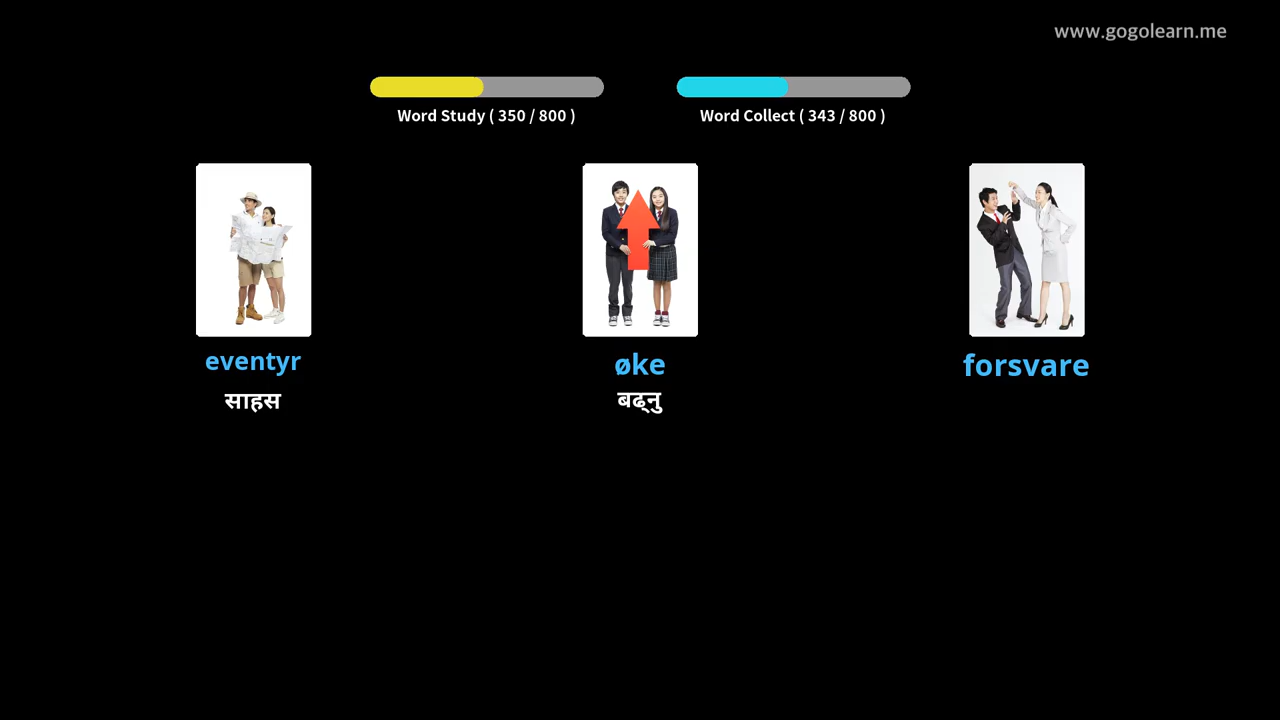 www.gogolearn.me
Word Study ( 350 / 800 )
Word Collect ( 343 / 800 )
eventyr
øke
forsvare
साहस
बढ्नु